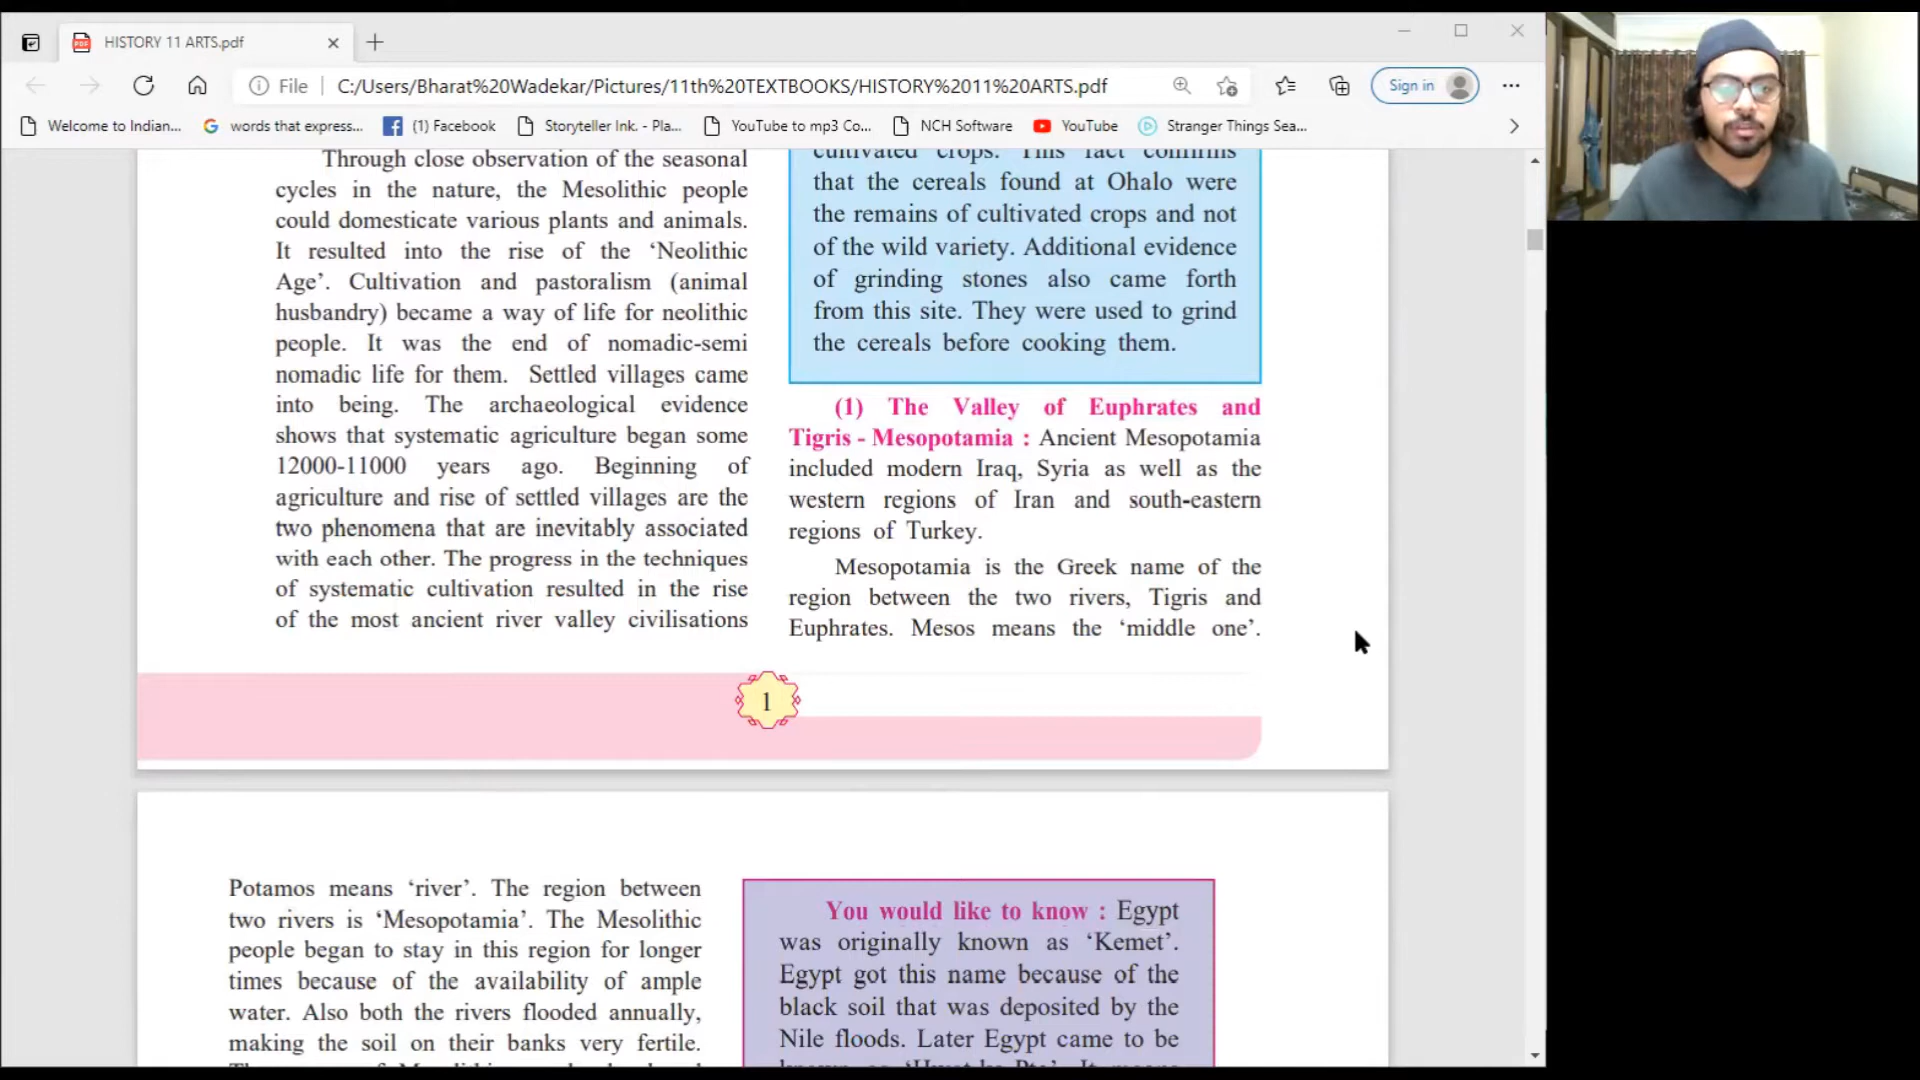 HISTORY 11 ARTS.pdf
File
C:/Users/Bharat%20Wadekar/Pictures/11th%20TEXTBOOKS/HISTORY%2011%20ARTS.pdf
Sign in
Welcome to Indian...
words that express...
(1) Facebook
Storyteller Ink. - Pla...
YouTube to mp3 Co...
NCH Software
YouTube
Stranger Things Sea...
Through close observation of the seasonal
cycles in the nature, the Mesolithic people
could domesticate various plants and animals.
It resulted into the rise of the ‘Neolithic
Age’. Cultivation and pastoralism (animal
husbandry) became a way of life for neolithic
people. It was the end of nomadic-semi
nomadic life for them. Settled villages came
into being. The archaeological evidence
shows that systematic agriculture began some
12000-11000 years ago. Beginning of
agriculture and rise of settled villages are the
two phenomena that are inevitably associated
with each other. The progress in the techniques
of systematic cultivation resulted in the rise
of the most ancient river valley civilisations
cultivated crops. This fact confirms
that the cereals found at Ohalo were
the remains of cultivated crops and not
of the wild variety. Additional evidence
of grinding stones also came forth
from this site. They were used to grind
the cereals before cooking them.
(1) The Valley of Euphrates and
Tigris - Mesopotamia : Ancient Mesopotamia
included modern Iraq, Syria as well as the
western regions of Iran and south-eastern
regions of Turkey.
Mesopotamia is the Greek name of the
region between the two rivers, Tigris and
Euphrates. Mesos means the ‘middle one’.
1
Potamos means ‘river’. The region between
two rivers is ‘Mesopotamia’. The Mesolithic
people began to stay in this region for longer
times because of the availability of ample
water. Also both the rivers flooded annually,
making the soil on their banks very fertile.
You would like to know : Egypt
was originally known as ‘Kemet’.
Egypt got this name because of the
black soil that was deposited by the
Nile floods. Later Egypt came to be